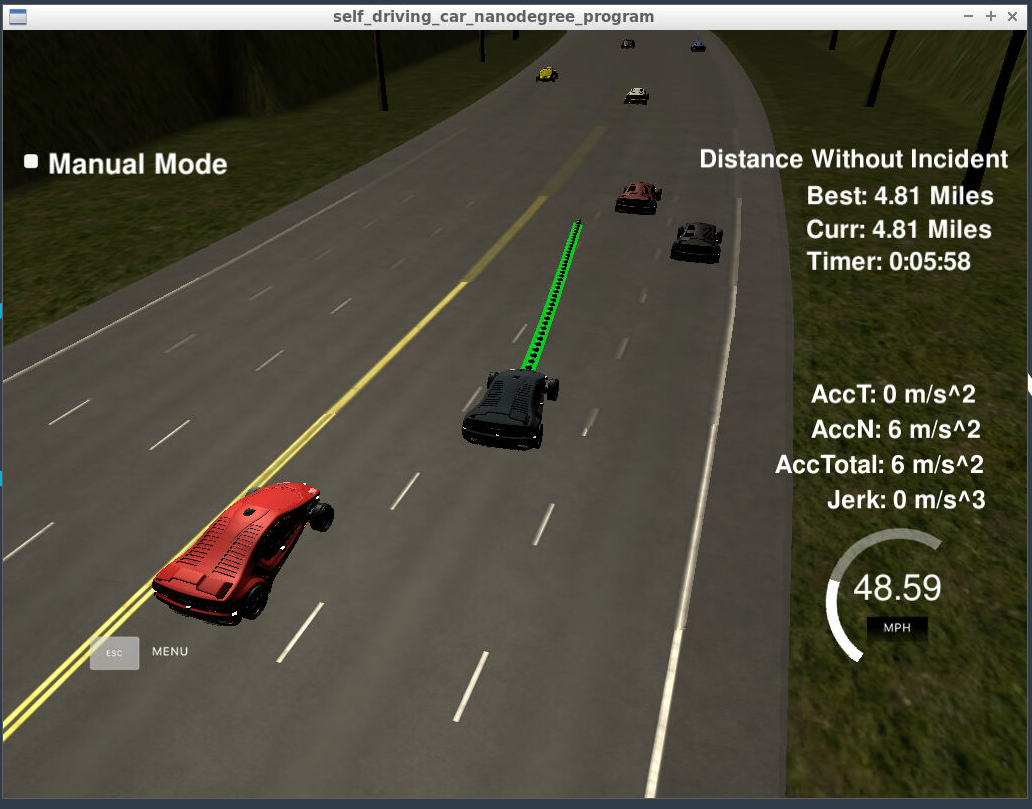 self_driving_car_nanodegree_program
Manual Mode
Distance Without Incident
Best: 4.81 Miles
Curr: 4.81 Miles
Timer: 0:05:58
AccT: 0 m/s^2
AccN: 6 m/s^2
AccTotal: 6 m/s^2
Jerk: 0 m/s^3
48.59
MPH
ESC MENU